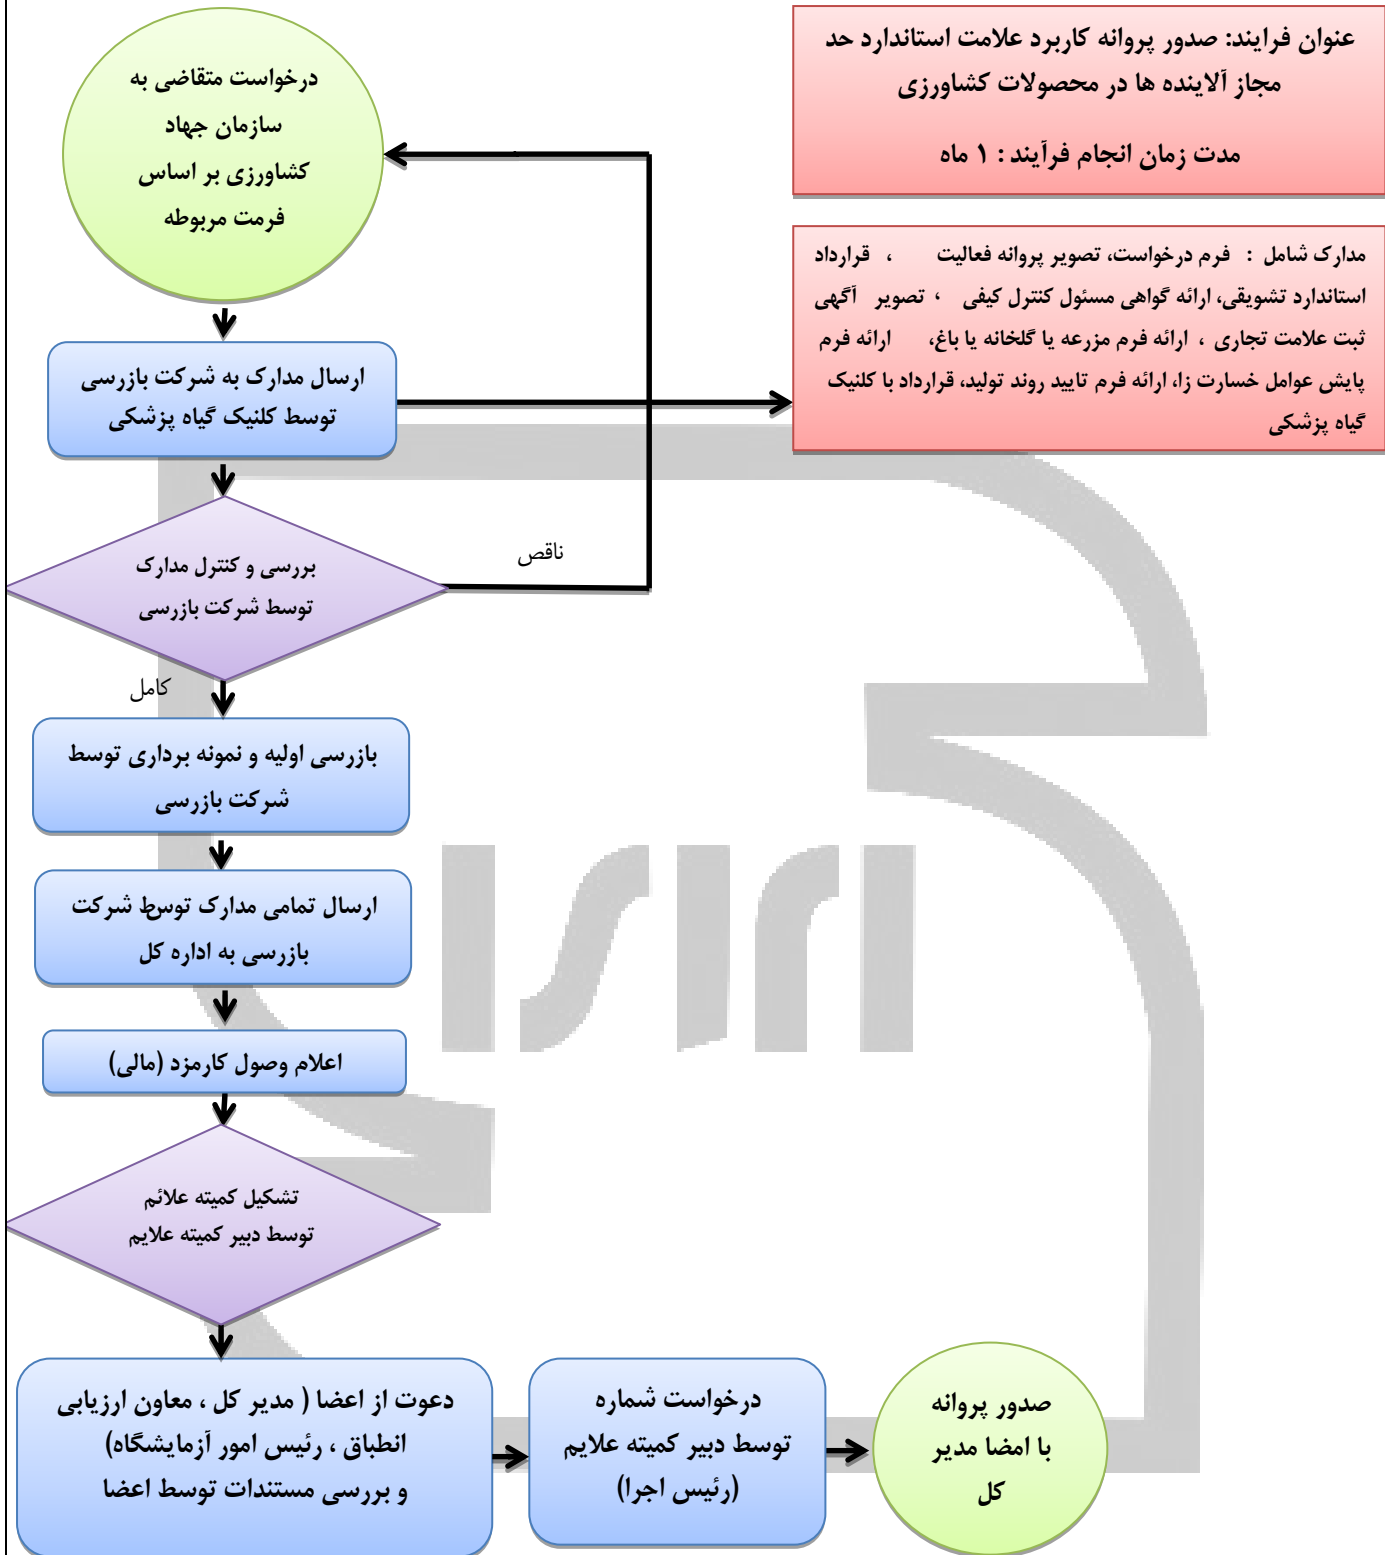 عنوان فرایند: صدور پروانه کاربرد علامت استاندارد حد
مجاز آلاینده ها در محصولات کشاورزی
مدت زمان انجام فرآیند : ۱ ماه
مدارک شامل : فرم درخواست، تصویر پروانه فعالیت ، قرارداد
استاندارد تشویقی، ارائه گواهی مسئول کنترل کیفی ، تصویر آگهی
ثبت علامت تجاری ، ارائه فرم مزرعه یا گلخانه یا باغ، ارائه فرم
پایش عوامل خسارت زا، ارائه فرم تایید روند تولید، قرارداد با کلنیک
گیاه پزشکی
درخواست متقاضی به
سازمان جهاد
کشاورزی بر اساس
فرمت مربوطه
ارسال مدارک به شرکت بازرسی
توسط کلنیک گیاه پزشکی
بررسی و کنترل مدارک
توسط شرکت بازرسی
ناقص
کامل
بازرسی اولیه و نمونه برداری توسط
شرکت بازرسی
ارسال تمامی مدارک توسط شرکت
بازرسی به اداره کل
اعلام وصول کارمزد (مالی)
تشکیل کمیته علائم
توسط دبیر کمیته علایم
دعوت از اعضا ( مدیر کل ، معاون ارزیابی
انطباق ، رئیس امور آزمایشگاه)
و بررسی مستندات توسط اعضا
درخواست شماره
توسط دبیر کمیته علایم
(رئیس اجرا)
صدور پروانه
با امضا مدیر
کل
ISIRI